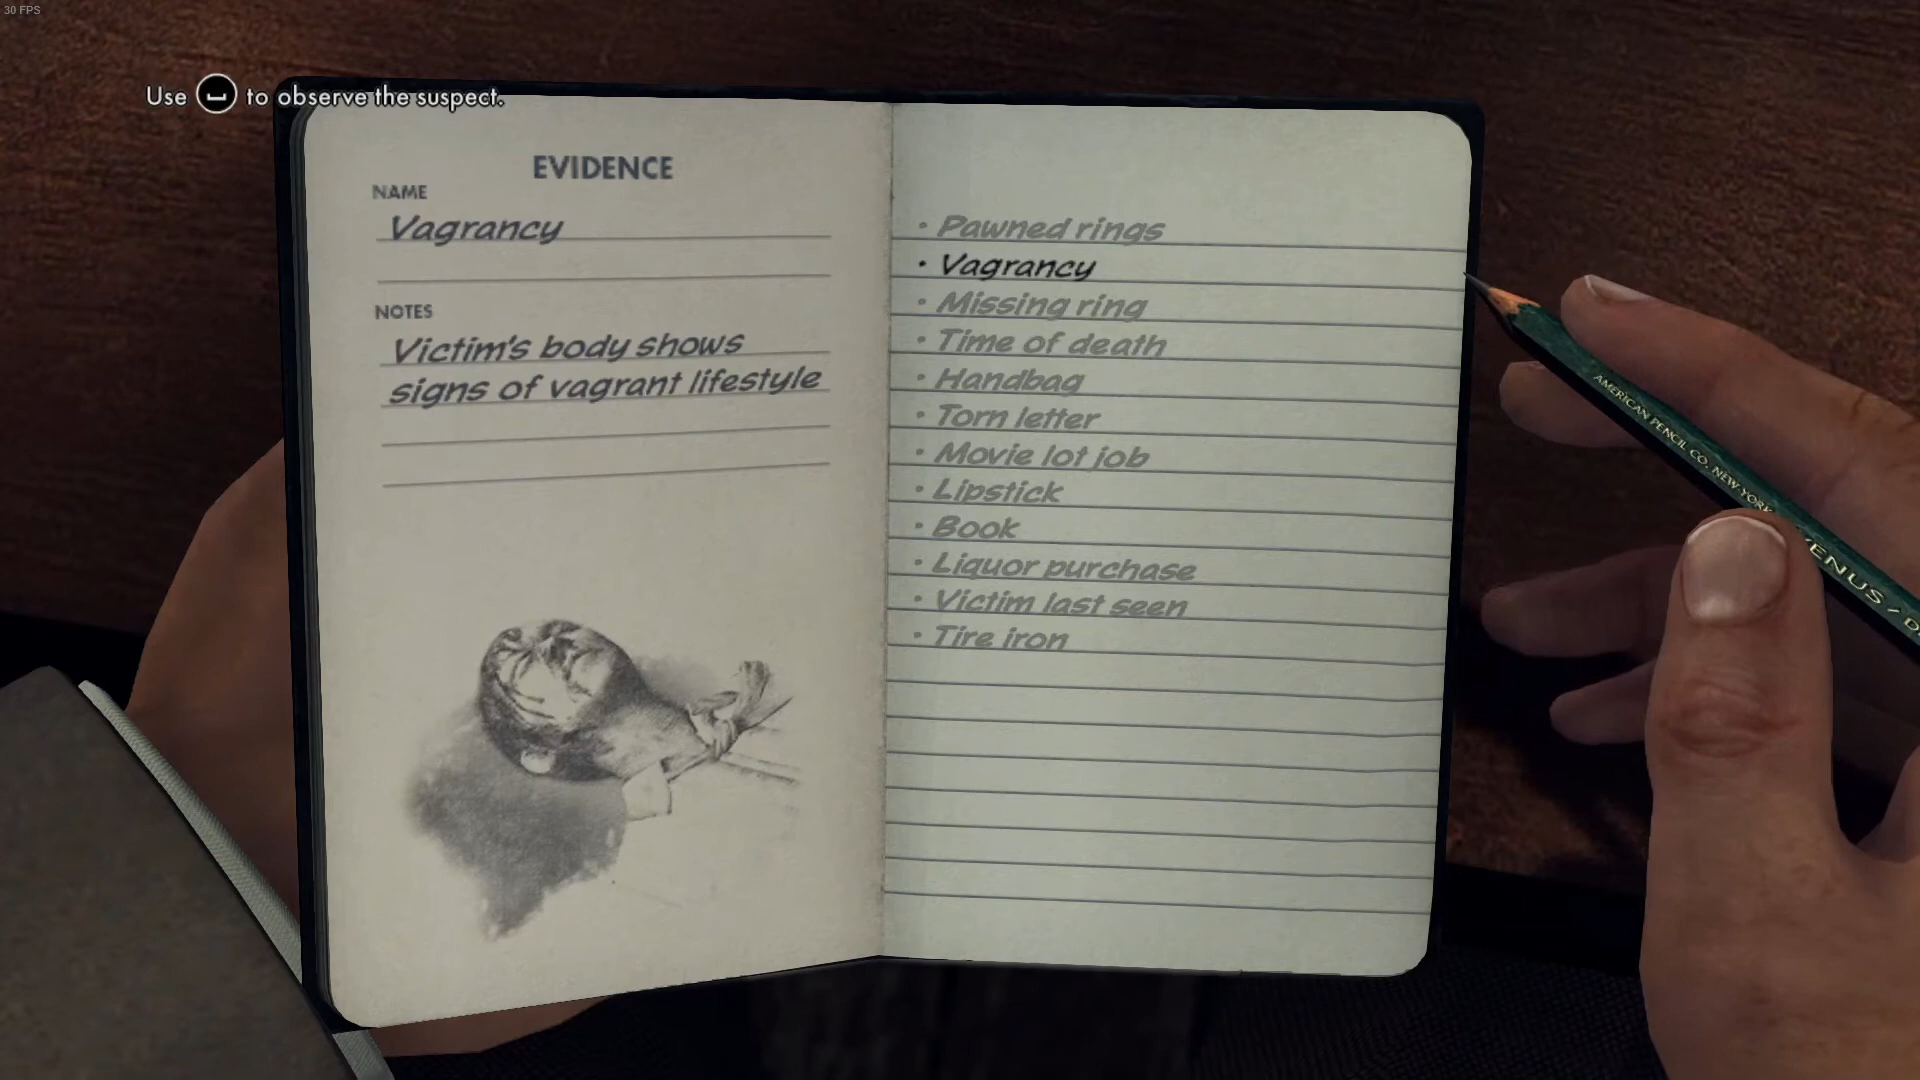 30 FPS
Use to observe the suspect.
EVIDENCE
NAME
Vagrancy
NOTES
Victim's body shows
signs of vagrant lifestyle
• Pawned rings
• Vagrancy
• Missing ring
• Time of death
• Handbag
• Torn letter
• Movie lot job
• Lipstick
• Book
• Liquor purchase
• Victim last seen
• Tire iron
AMERICAN PENCIL CO. NEW YORK
VENUS /